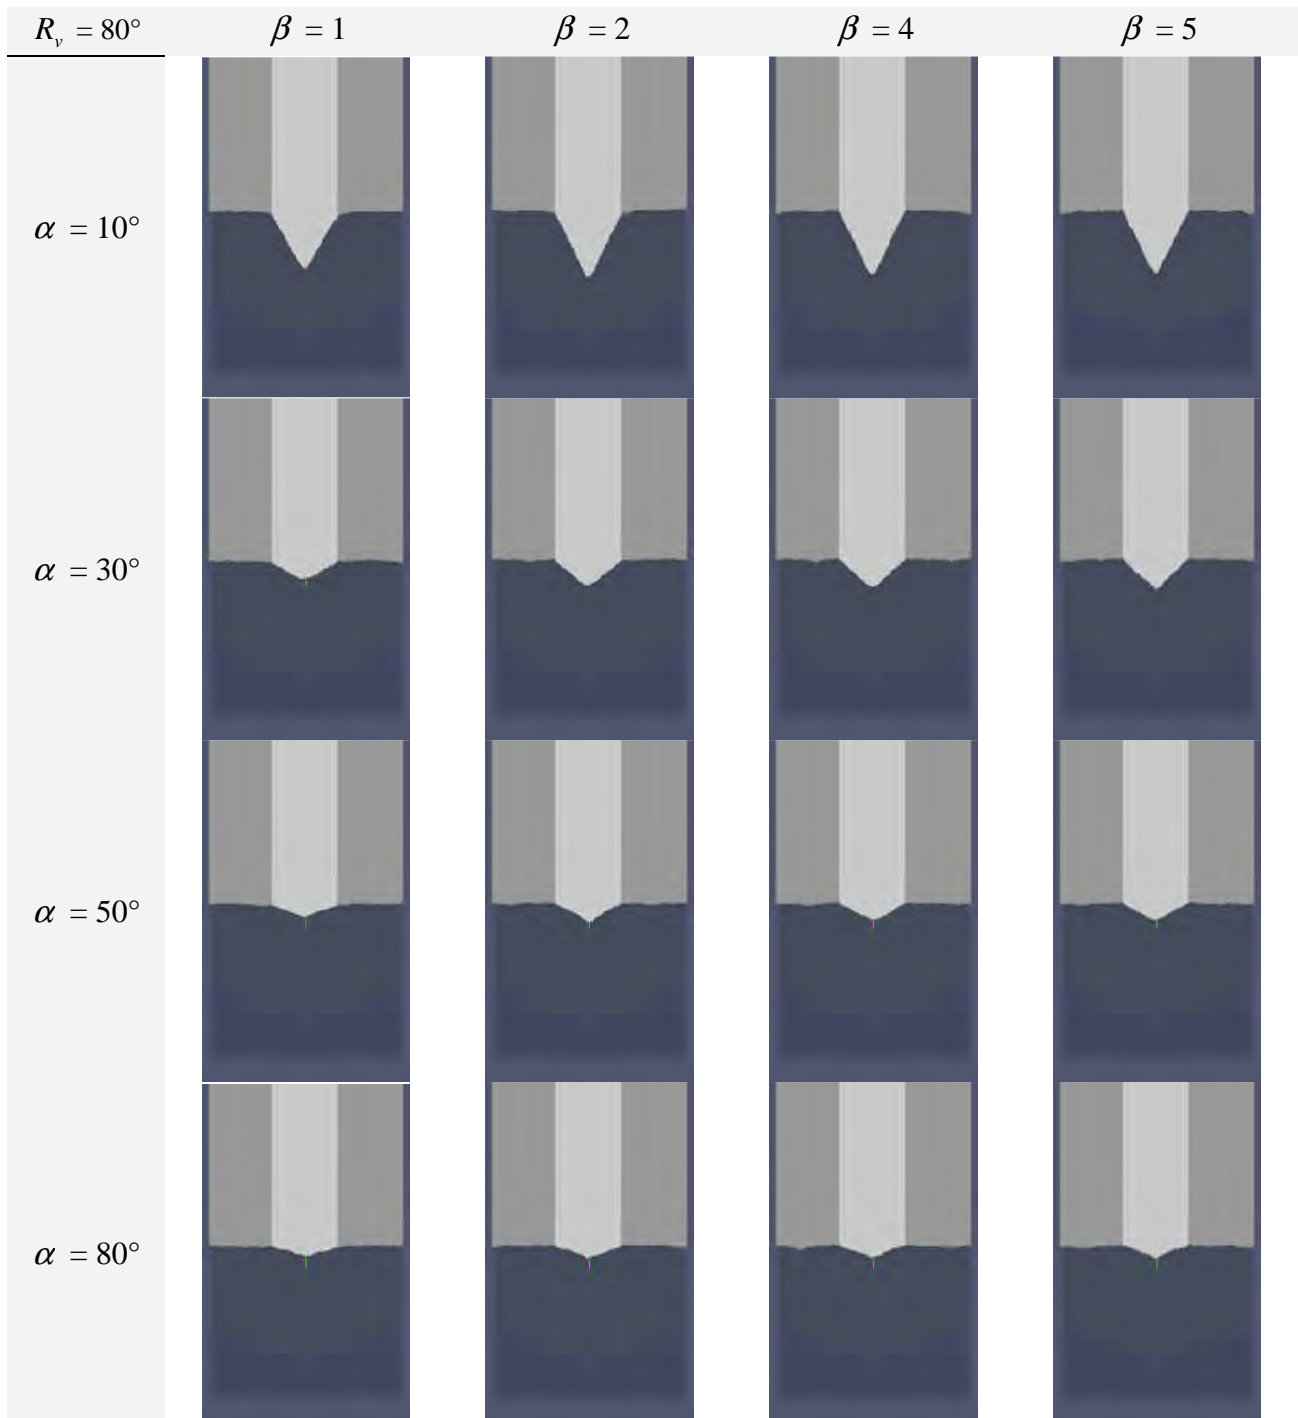 R_v = 80° β = 1 β = 2 β = 4 β = 5
α = 10°
α = 30°
α = 50°
α = 80°